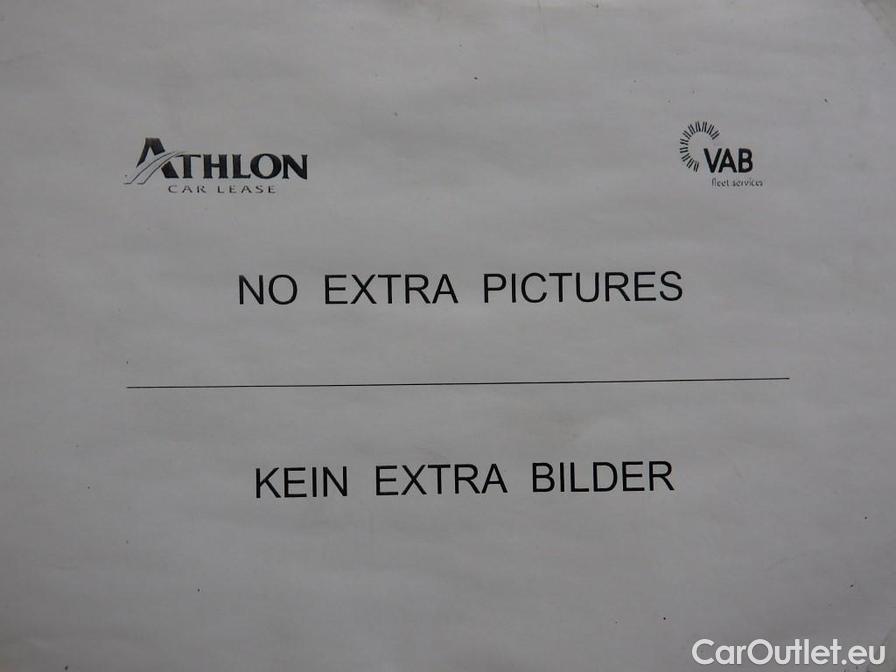 ATHLON
CAR LEASE
VAB
fleet services
NO EXTRA PICTURES
KEIN EXTRA BILDER
CarOutlet.eu